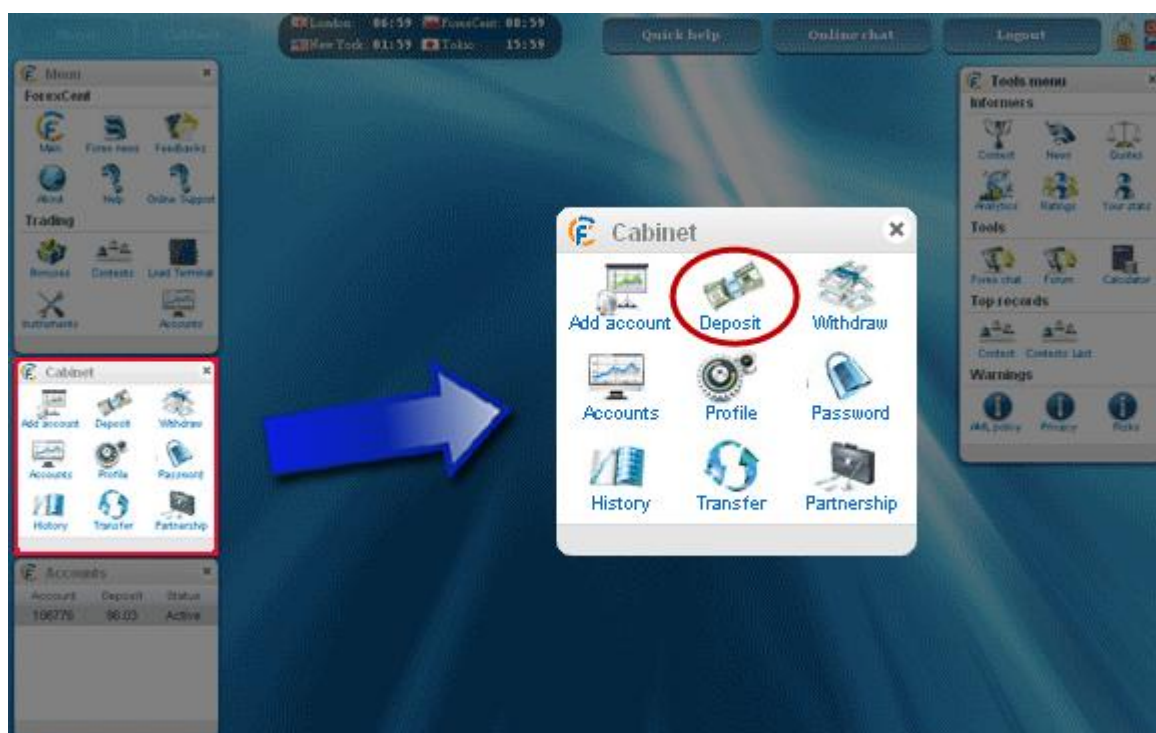 London: 06:59 ForexCent: 08:59
New York: 01:59 Tokio: 15:59
Quick help
Online chat
Logout
Menu
ForexCent
Main Forex news Feedbacks
About Help Online Support
Trading
Bonuses Contests Load Terminal
Instruments Accounts
Cabinet
Add account Deposit Withdraw
Accounts Profile Password
History Transfer Partnership
Accounts
Account Deposit Status
Active
Cabinet
Add account Deposit Withdraw
Accounts Profile Password
History Transfer Partnership
Tools menu
Informers
Contest News Quotes
Analytics Ratings Your stats
Tools
Forex chat Forum Calculator
Top records
Contest Contests Last
Warnings
AML policy Privacy Risks